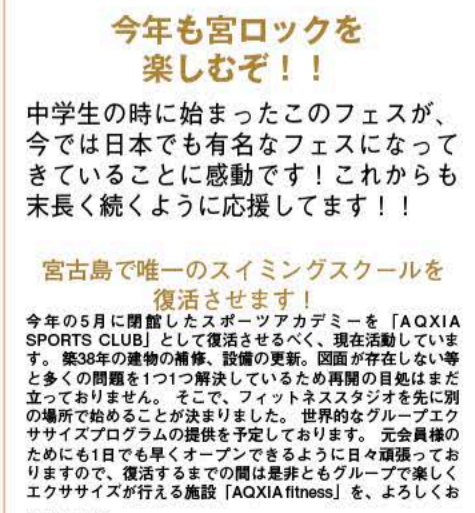 今年も宮ロックを
楽しむぞ！！
中学生の時に始まったこのフェスが、
今では日本でも有名なフェスになって
きていることに感動です！これからも
末長く続くように応援してます！！
宮古島で唯一のスイミングスクールを
復活させます！
今年の5月に閉館したスポーツアカデミーを「AQXIA
SPORTS CLUB」として復活させるべく、現在活動していま
す。 築38年の建物の補修、設備の更新。図面が存在しない等
と多くの問題を1つ1つ解決しているため再開の目処はまだ
立っておりません。 そこで、フィットネススタジオを先に別
の場所で始めることが決まりました。 世界的なグループエク
ササイズプログラムの提供を予定しております。 元会員様の
ためにも1日でも早くオープンできるように日々頑張ってお
りますので、復活するまでの間は是非ともグループで楽しく
エクササイズが行える施設「AQXIA fitness」を、よろしくお